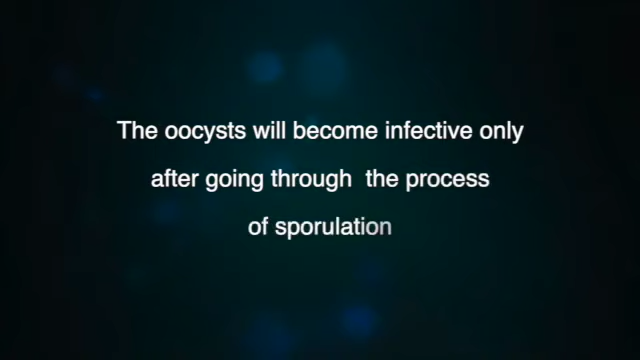 The oocysts will become infective only
after going through  the process
of sporulation